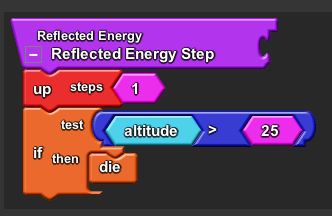 Reflected Energy
− Reflected Energy Step
up steps 1
test altitude > 25
if then die